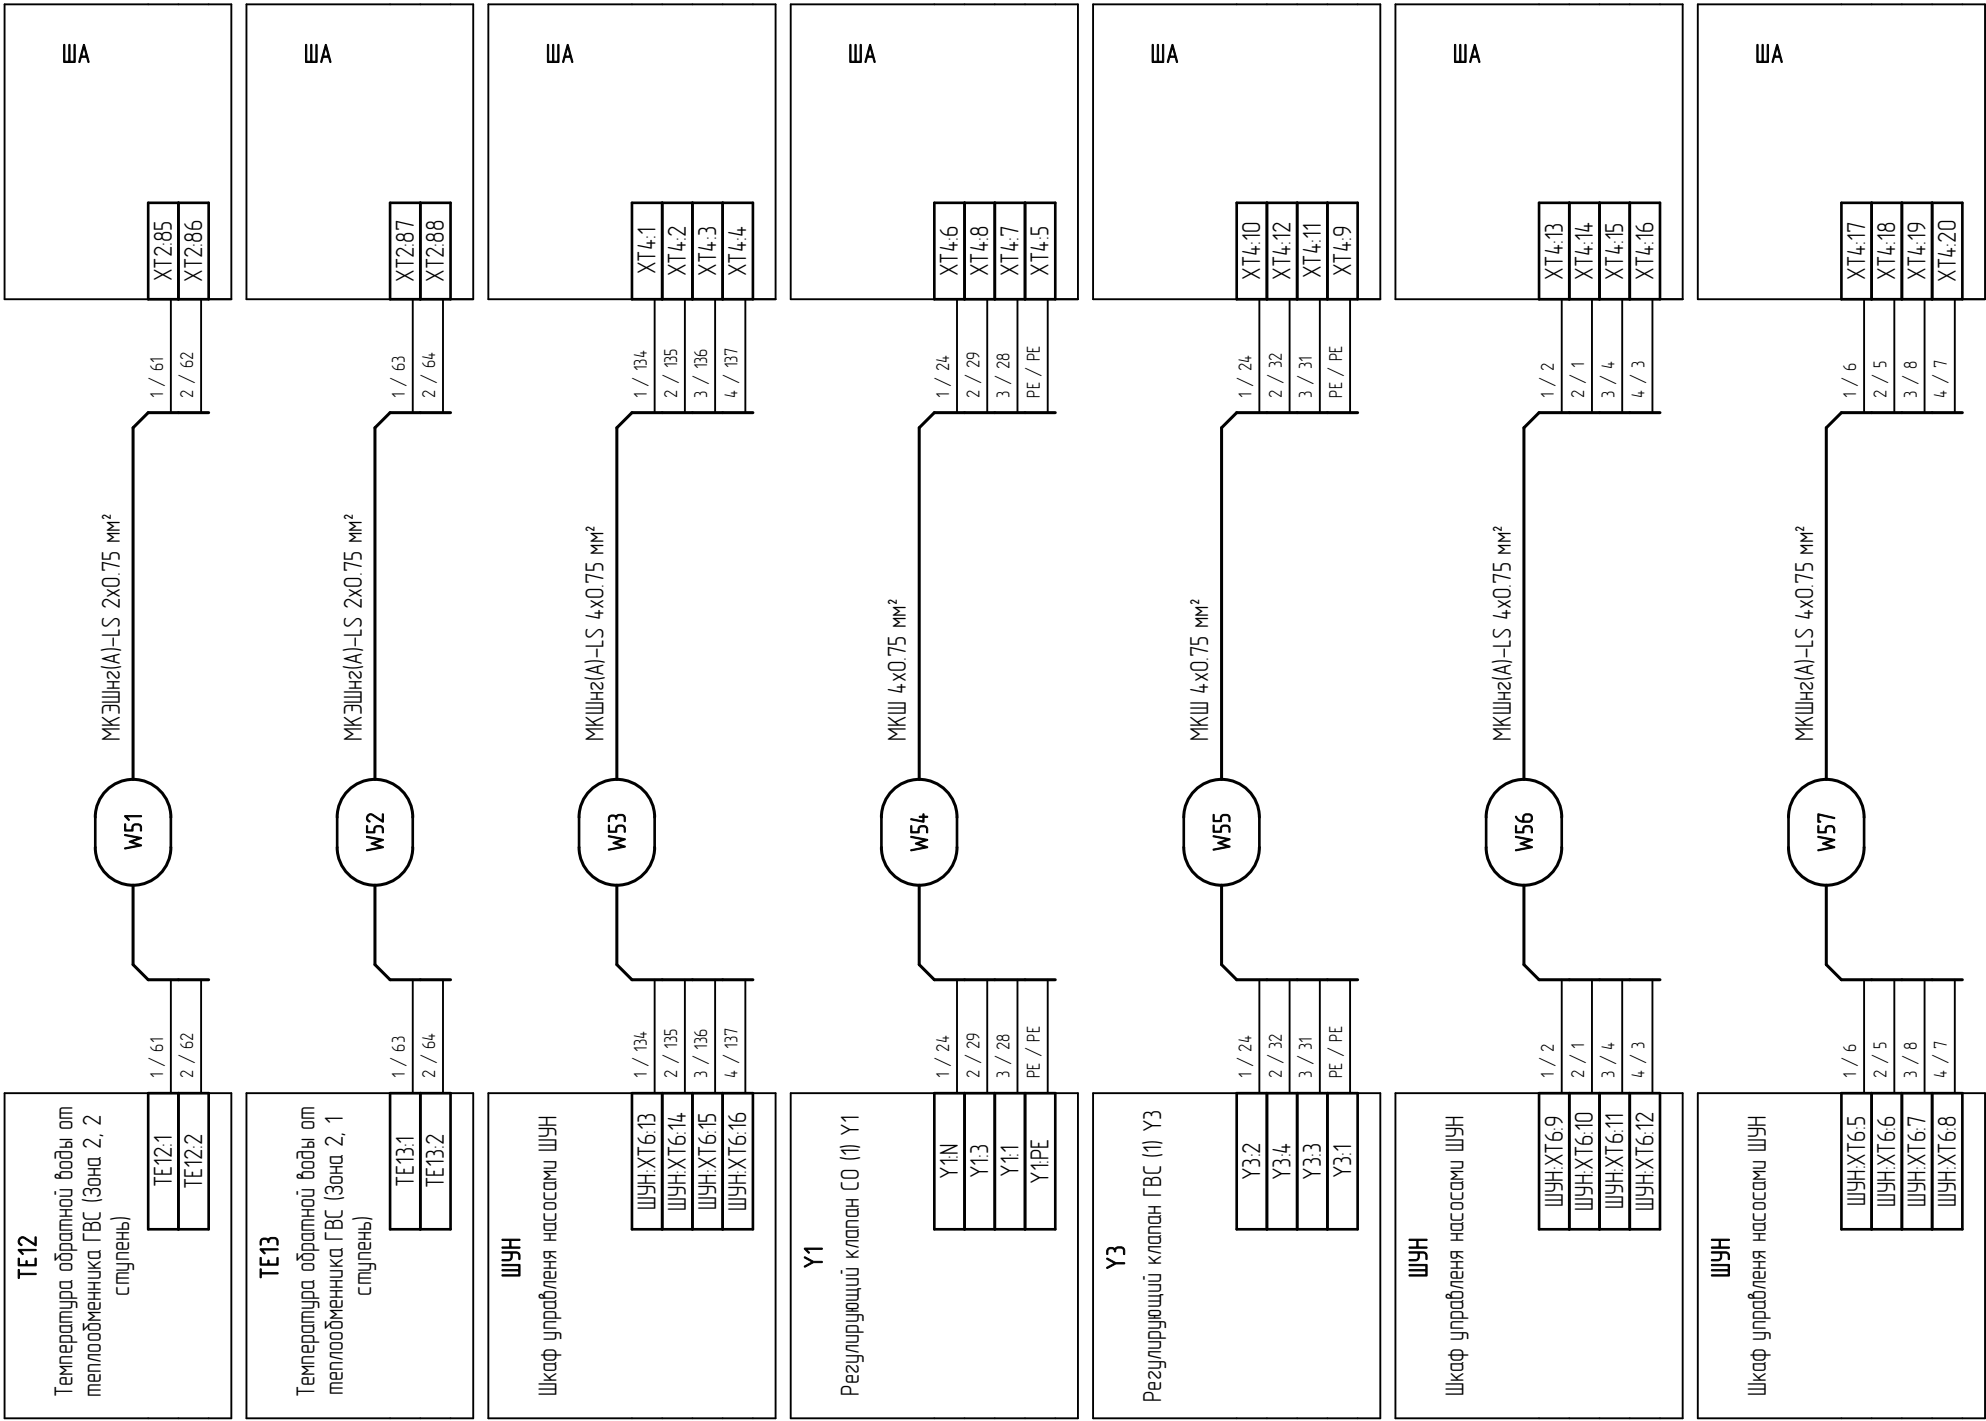 TE12
Температура обратной воды от
теплообменника ГВС (Зона 2, 2
ступень)
TE12:1
TE12:2
1 / 61
2 / 62
W51
МКЭШнг(А)-LS 2x0.75 мм²
1 / 61
2 / 62
XT2:85
XT2:86
ША
TE13
Температура обратной воды от
теплообменника ГВС (Зона 2, 1
ступень)
TE13:1
TE13:2
1 / 63
2 / 64
W52
МКЭШнг(А)-LS 2x0.75 мм²
1 / 63
2 / 64
XT2:87
XT2:88
ША
ШУН
Шкаф управленя насосами ШУН
ШУН:XT6:13
ШУН:XT6:14
ШУН:XT6:15
ШУН:XT6:16
1 / 134
2 / 135
3 / 136
4 / 137
W53
МКШнг(А)-LS 4x0.75 мм²
1 / 134
2 / 135
3 / 136
4 / 137
XT4:1
XT4:2
XT4:3
XT4:4
ША
Y1
Регулирующий клапан СО (1) Y1
Y1:N
Y1:3
Y1:1
Y1:PE
1 / 24
2 / 29
3 / 28
PE / PE
W54
МКШ 4x0.75 мм²
1 / 24
2 / 29
3 / 28
PE / PE
XT4:6
XT4:8
XT4:7
XT4:5
ША
Y3
Регулирующий клапан ГВС (1) Y3
Y3:2
Y3:4
Y3:3
Y3:1
1 / 24
2 / 32
3 / 31
PE / PE
W55
МКШ 4x0.75 мм²
1 / 24
2 / 32
3 / 31
PE / PE
XT4:10
XT4:12
XT4:11
XT4:9
ША
ШУН
Шкаф управленя насосами ШУН
ШУН:XT6:9
ШУН:XT6:10
ШУН:XT6:11
ШУН:XT6:12
1 / 2
2 / 1
3 / 4
4 / 3
W56
МКШнг(А)-LS 4x0.75 мм²
1 / 2
2 / 1
3 / 4
4 / 3
XT4:13
XT4:14
XT4:15
XT4:16
ША
ШУН
Шкаф управленя насосами ШУН
ШУН:XT6:5
ШУН:XT6:6
ШУН:XT6:7
ШУН:XT6:8
1 / 6
2 / 5
3 / 8
4 / 7
W57
МКШнг(А)-LS 4x0.75 мм²
1 / 6
2 / 5
3 / 8
4 / 7
XT4:17
XT4:18
XT4:19
XT4:20
ША